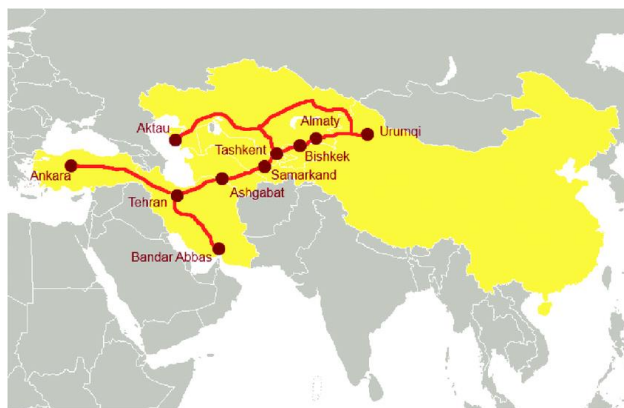 Almaty
Aktau
Urumqi
Tashkent
Bishkek
Ankara
Samarkand
Tehran
Ashgabat
Bandar Abbas